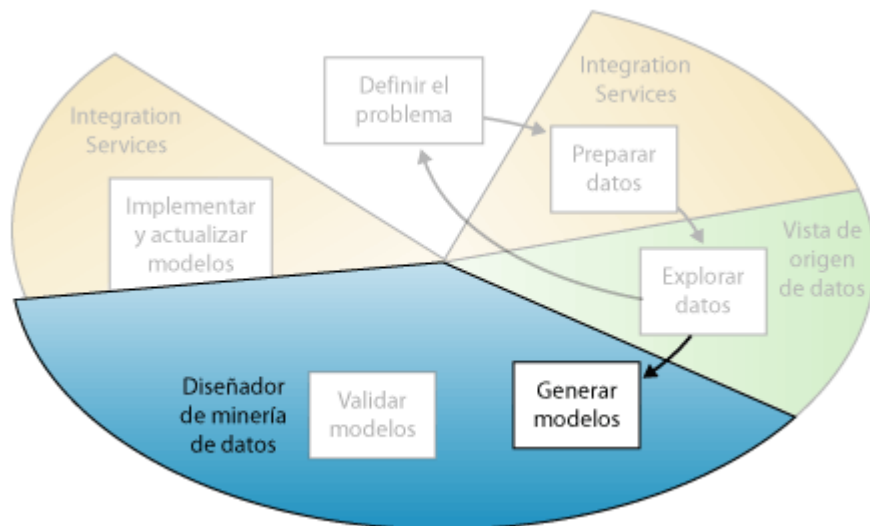 Definir el
problema
Integration
Services
Preparar
datos
Vista de
origen
de datos
Explorar
datos
Generar
modelos
Validar
modelos
Diseñador
de minería
de datos
Integration
Services
Implementar
y actualizar
modelos